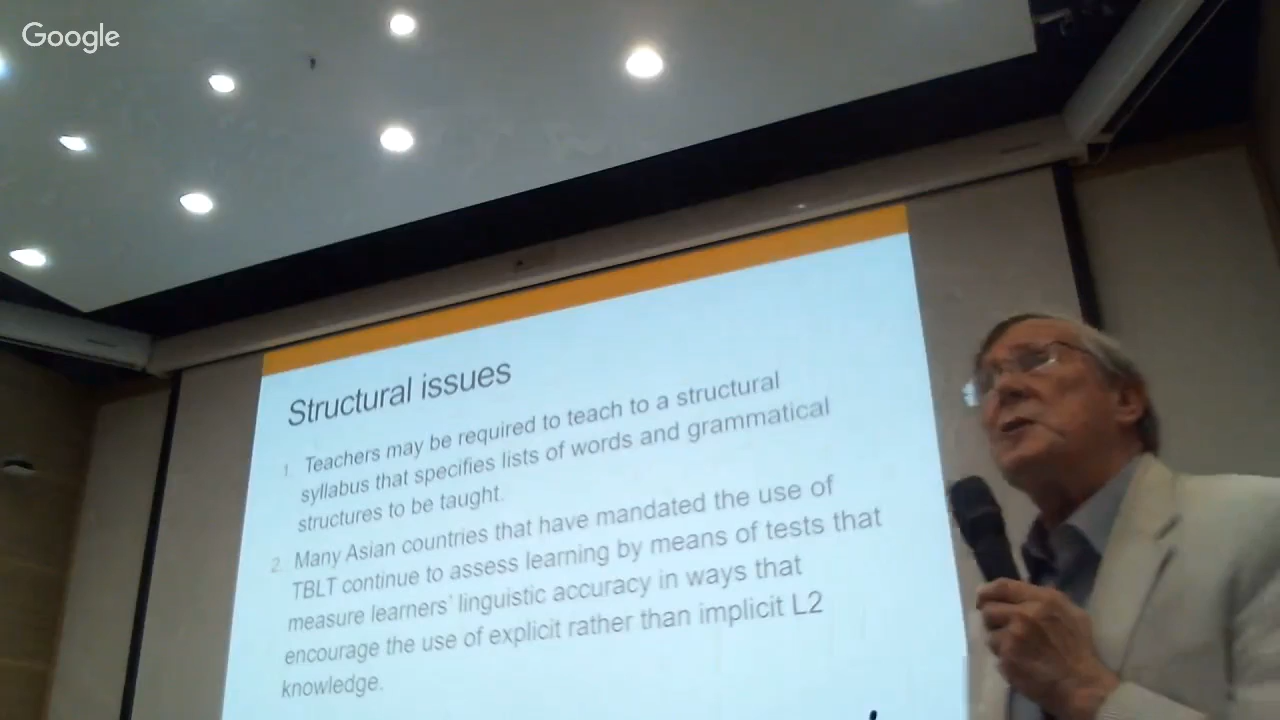 Google
Structural issues
1. Teachers may be required to teach to a structural
syllabus that specifies lists of words and grammatical
structures to be taught.
2. Many Asian countries that have mandated the use of
TBLT continue to assess learning by means of tests that
measure learners' linguistic accuracy in ways that
encourage the use of explicit rather than implicit L2
knowledge.